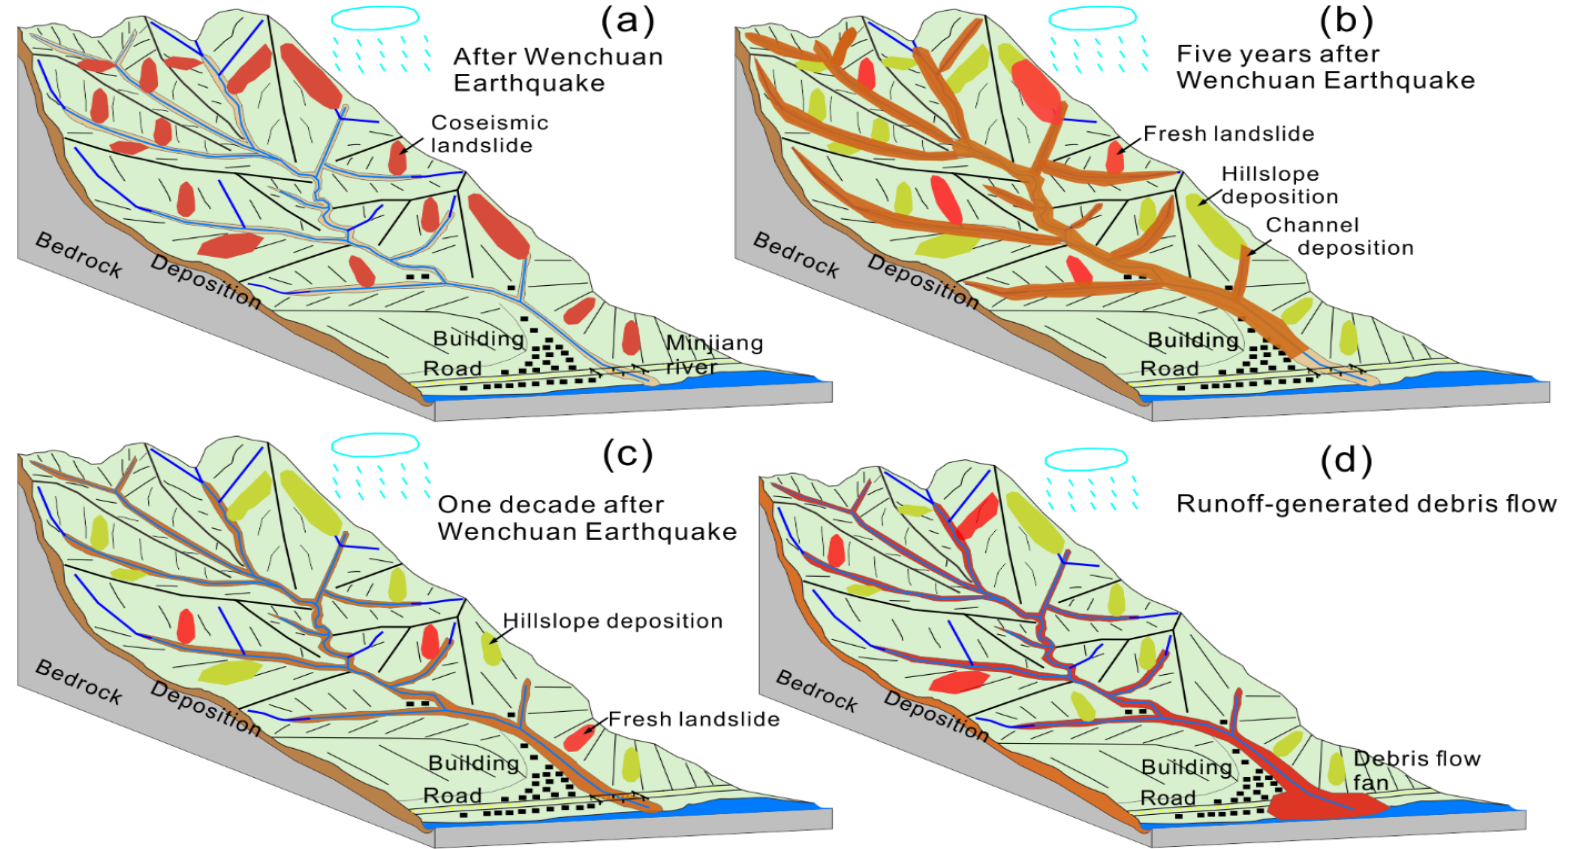 (a)
After Wenchuan
Earthquake
Coseismic
landslide
Bedrock
Deposition
Building
Road
Minjiang
river
(b)
Five years after
Wenchuan Earthquake
Fresh landslide
Hillslope
deposition
Channel
deposition
Bedrock
Deposition
Building
Road
(c)
One decade after
Wenchuan Earthquake
Hillslope deposition
Fresh landslide
Bedrock
Deposition
Building
Road
(d)
Runoff-generated debris flow
Bedrock
Deposition
Building
Road
Debris flow
fan